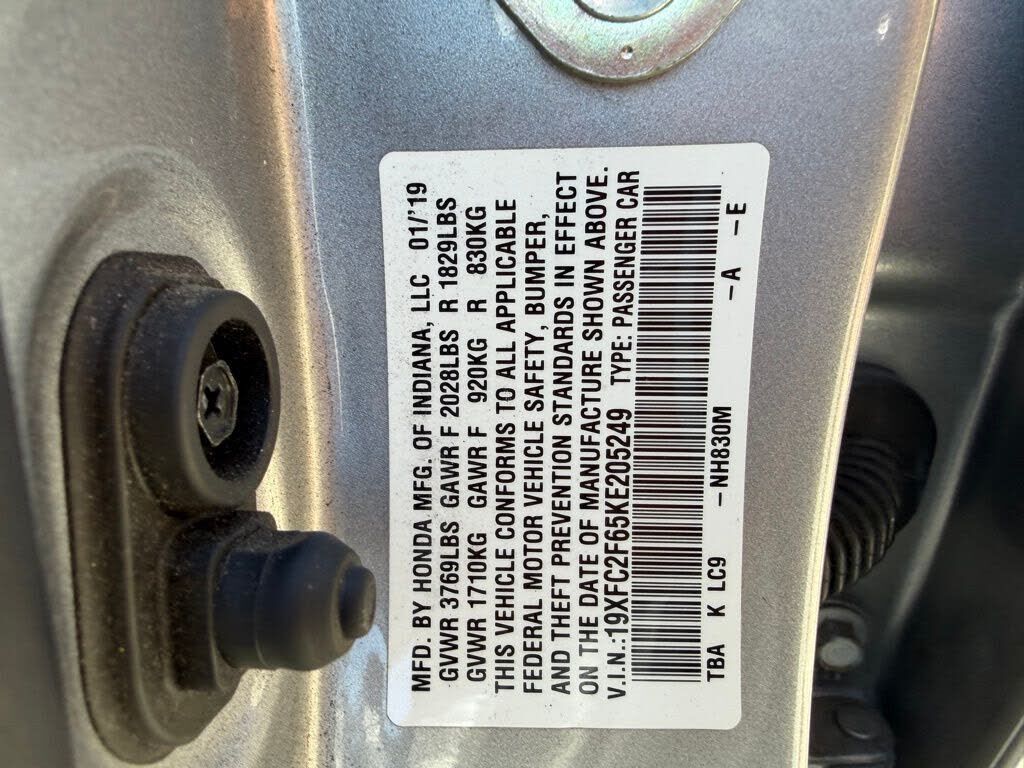 MFD. BY HONDA MFG. OF INDIANA, LLC 01/'19
GVWR 3769LBS GAWR F 2028LBS R 1829LBS
GVWR 1710KG GAWR F 920KG R 830KG
THIS VEHICLE CONFORMS TO ALL APPLICABLE
FEDERAL MOTOR VEHICLE SAFETY, BUMPER,
AND THEFT PREVENTION STANDARDS IN EFFECT
ON THE DATE OF MANUFACTURE SHOWN ABOVE.
V.I.N.:19XFC2F65KE205249 TYPE: PASSENGER CAR
TBA K LC9 -NH830M -A -E